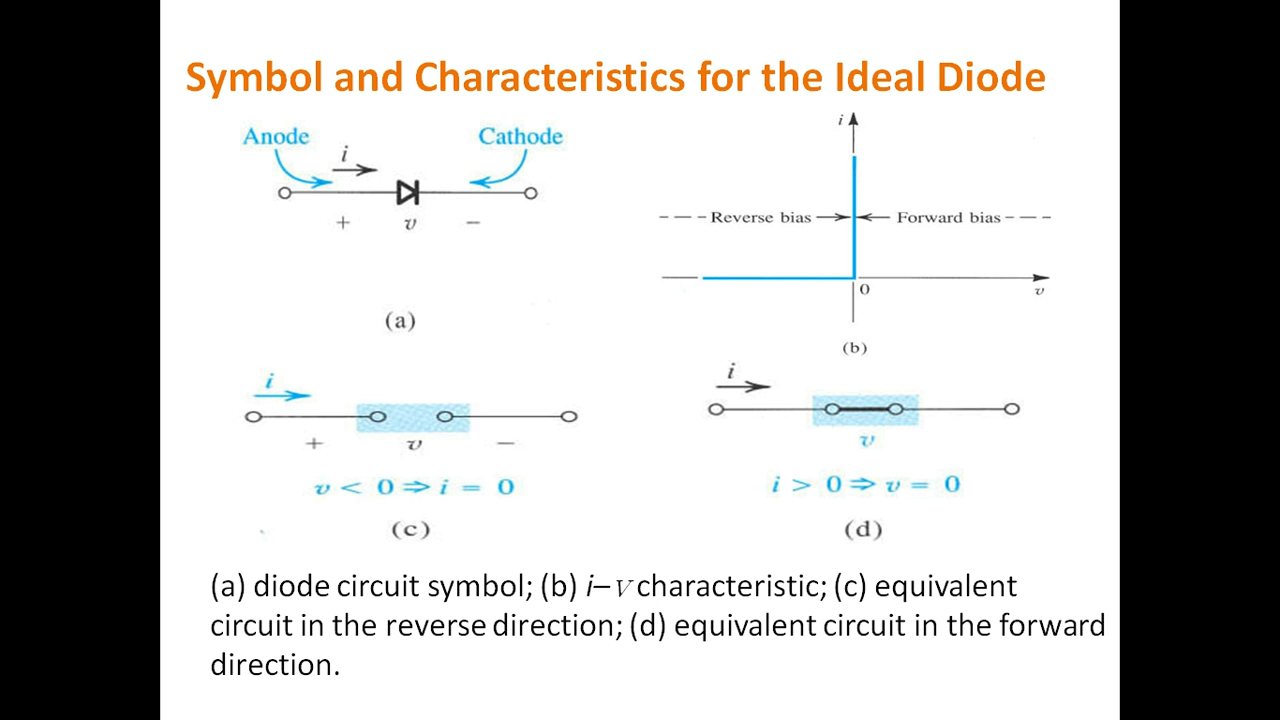 Symbol and Characteristics for the Ideal Diode
Anode
Cathode
i
+ v −
(a)
i
Reverse bias
Forward bias
0
v
(b)
i
+ v −
v < 0 ⇒ i = 0
(c)
i
v
i > 0 ⇒ v = 0
(d)
(a) diode circuit symbol; (b) i–v characteristic; (c) equivalent
circuit in the reverse direction; (d) equivalent circuit in the forward
direction.